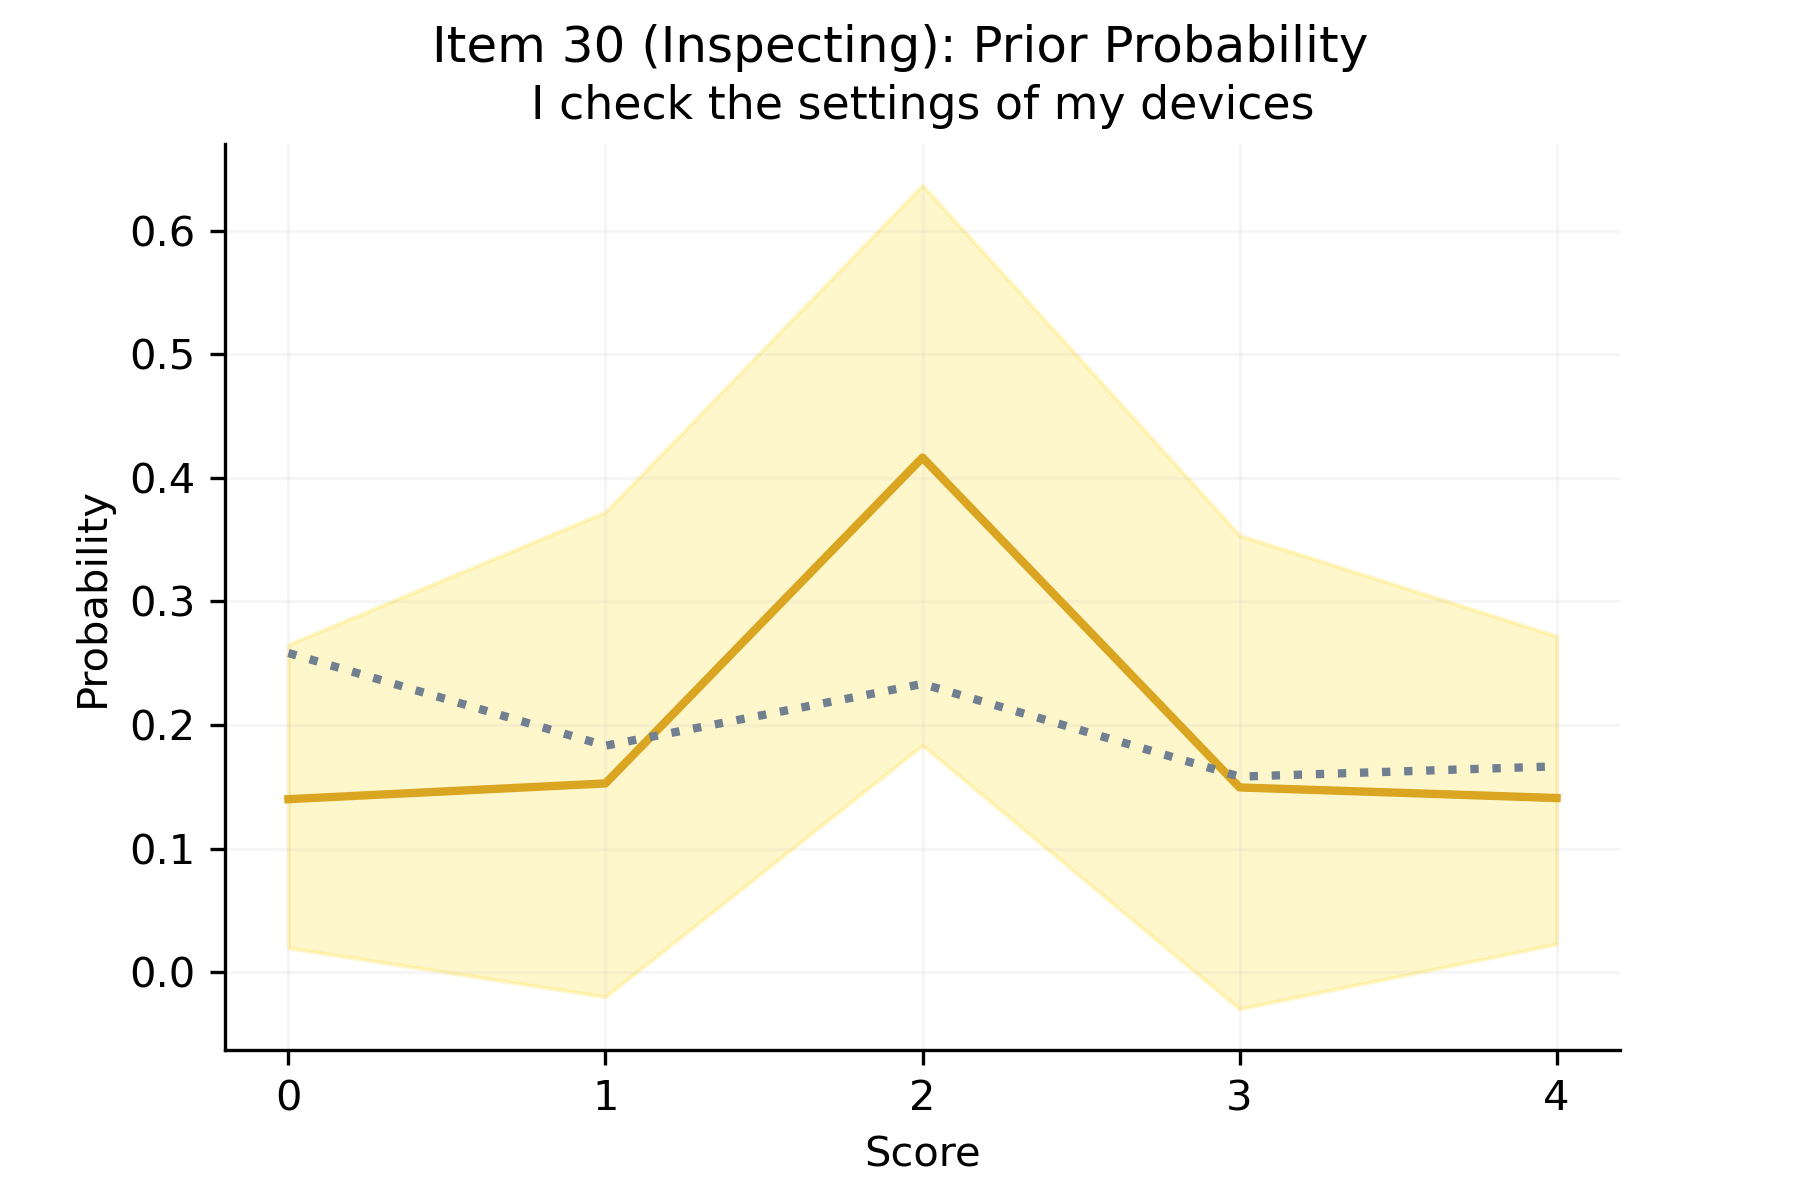 Item 30 (Inspecting): Prior Probability
I check the settings of my devices
0.6
0.5
0.4
0.3
0.2
0.1
0.0
Probability
0 1 2 3 4
Score